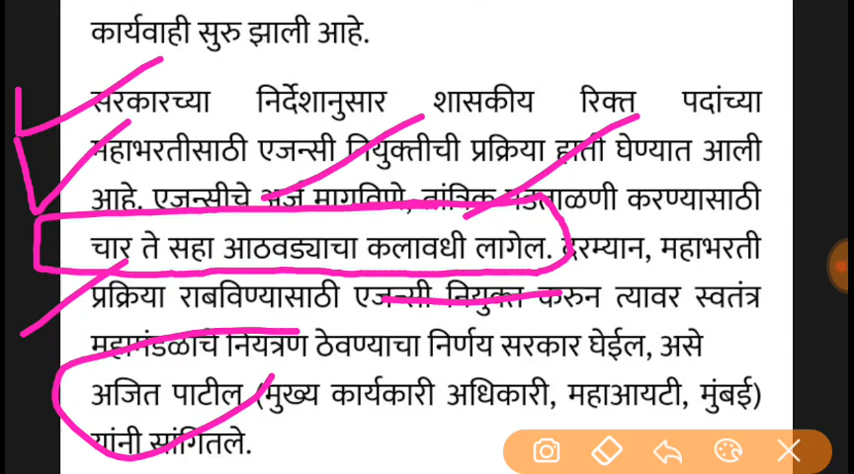 कार्यवाही सुरु झाली आहे.
सरकारच्या निर्देशानुसार शासकीय रिक्त पदांच्या
महाभरतीसाठी एजन्सी नियुक्तीची प्रक्रिया हाती घेण्यात आली
आहे. एजन्सीचे अर्ज मागविणे, तांत्रिक पडताळणी करण्यासाठी
चार ते सहा आठवड्याचा कलावधी लागेल. दरम्यान, महाभरती
प्रक्रिया राबविण्यासाठी एजन्सी नियुक्त करुन त्यावर स्वतंत्र
महामंडळाचे नियंत्रण ठेवण्याचा निर्णय सरकार घेईल, असे
अजित पाटील (मुख्य कार्यकारी अधिकारी, महाआयटी, मुंबई)
यांनी सांगितले.